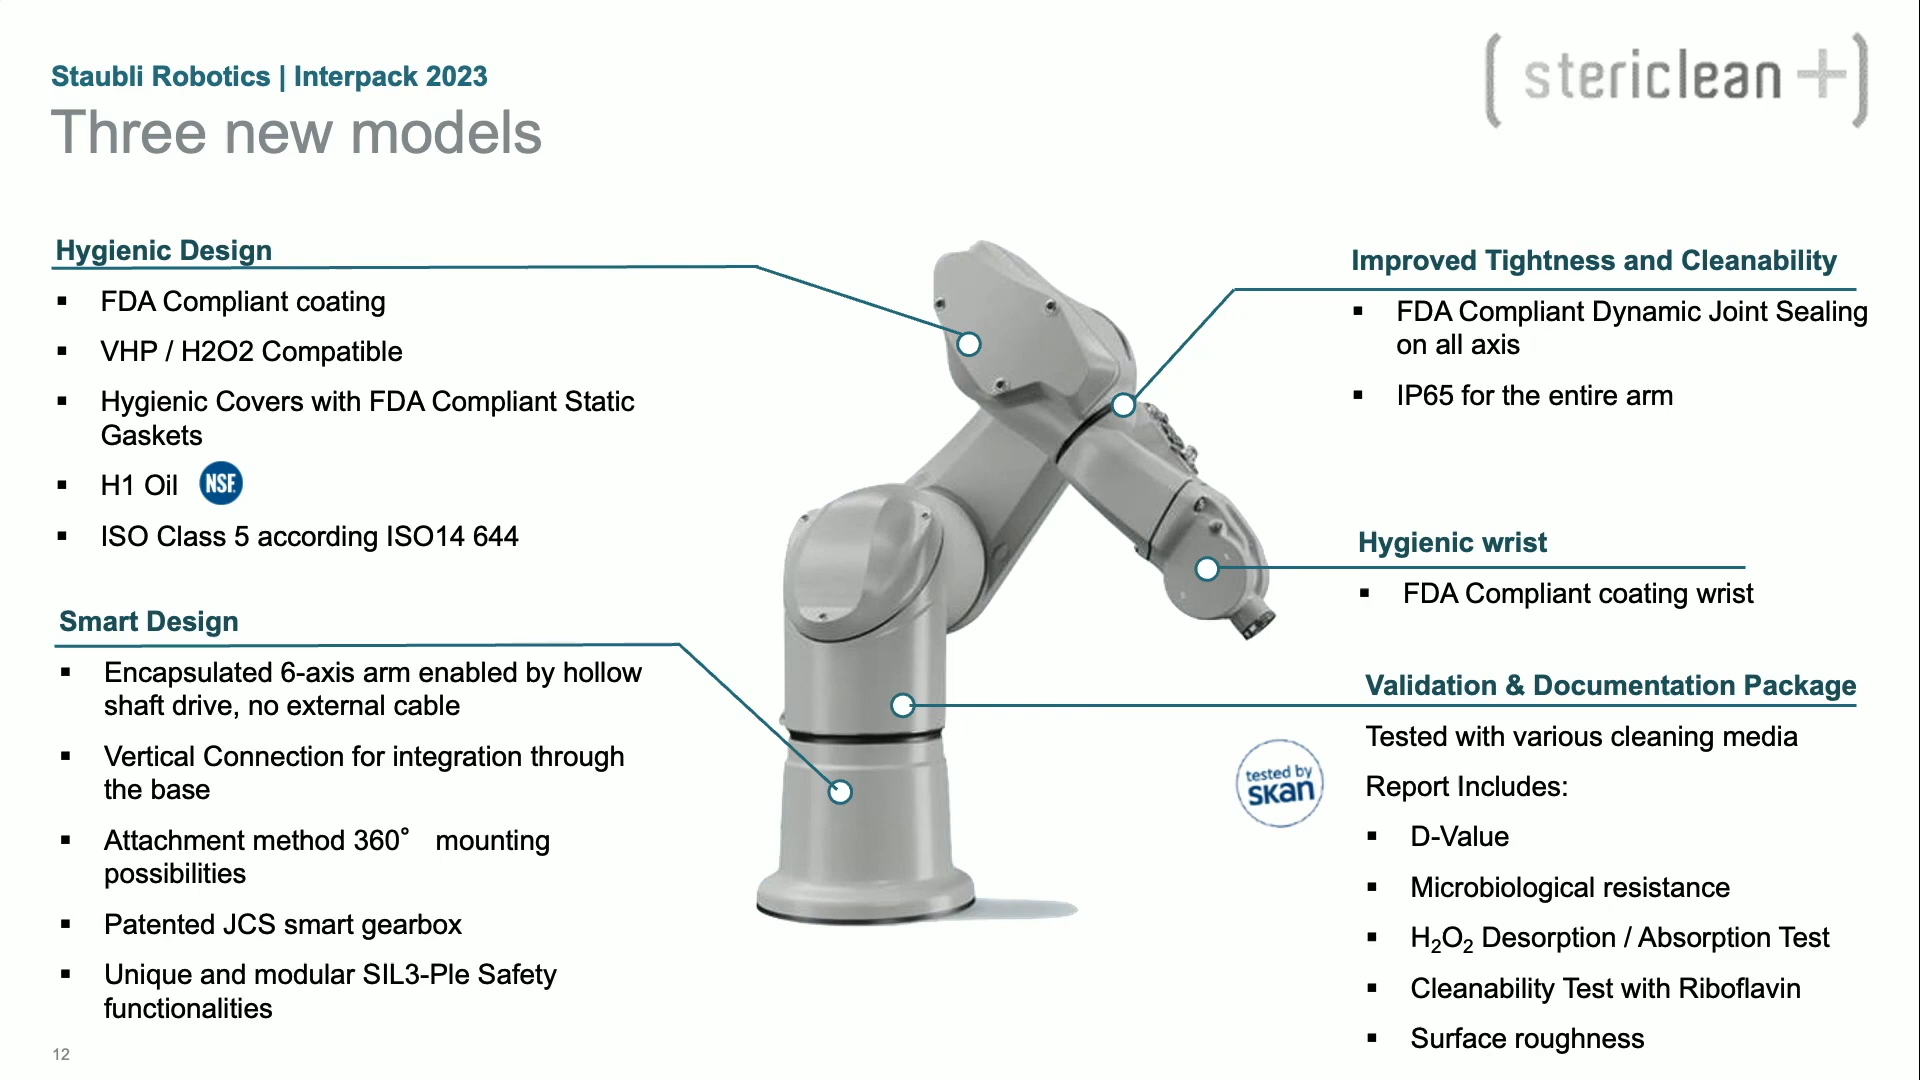 Staubli Robotics | Interpack 2023
Three new models
[stericlean+]
Hygienic Design
▪ FDA Compliant coating
▪ VHP / H2O2 Compatible
▪ Hygienic Covers with FDA Compliant Static
Gaskets
▪ H1 Oil NSF
▪ ISO Class 5 according ISO14 644
Smart Design
▪ Encapsulated 6-axis arm enabled by hollow
shaft drive, no external cable
▪ Vertical Connection for integration through
the base
▪ Attachment method 360° mounting
possibilities
▪ Patented JCS smart gearbox
▪ Unique and modular SIL3-Ple Safety
functionalities
Improved Tightness and Cleanability
▪ FDA Compliant Dynamic Joint Sealing
on all axis
▪ IP65 for the entire arm
Hygienic wrist
▪ FDA Compliant coating wrist
Validation & Documentation Package
tested by
skan
Tested with various cleaning media
Report Includes:
▪ D-Value
▪ Microbiological resistance
▪ H₂O₂ Desorption / Absorption Test
▪ Cleanability Test with Riboflavin
▪ Surface roughness
12